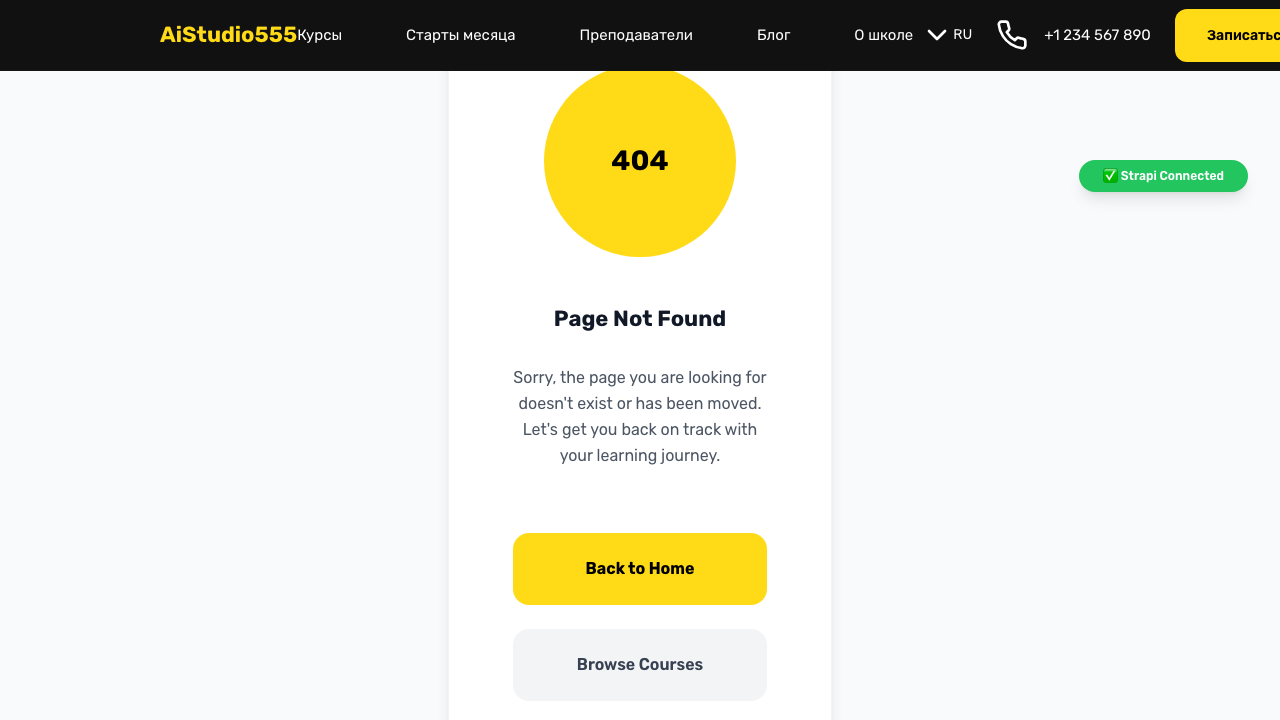 AiStudio555
Курсы
Старты месяца
Преподаватели
Блог
О школе
RU
+1 234 567 890
404
✅ Strapi Connected
Page Not Found
Sorry, the page you are looking for
doesn't exist or has been moved.
Let's get you back on track with
your learning journey.
Back to Home
Browse Courses